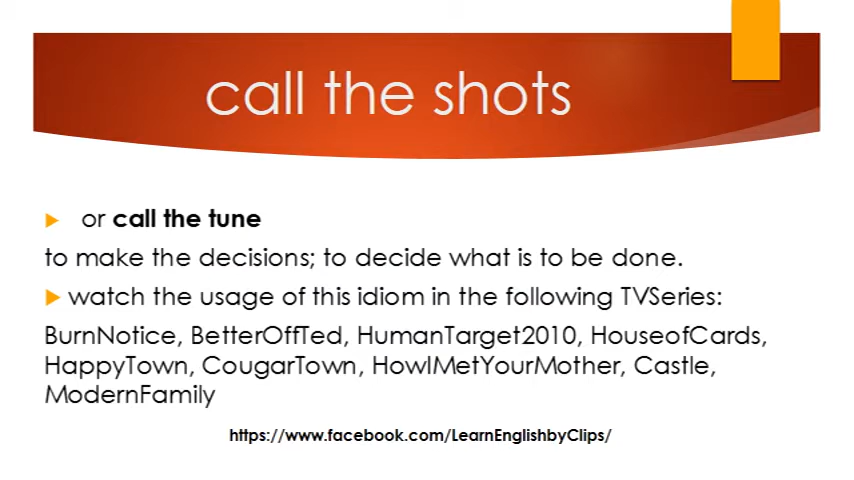 call the shots
or call the tune
to make the decisions; to decide what is to be done.
watch the usage of this idiom in the following TVSeries:
BurnNotice, BetterOffTed, HumanTarget2010, HouseofCards,
HappyTown, CougarTown, HowIMetYourMother, Castle,
ModernFamily
https://www.facebook.com/LearnEnglishbyClips/